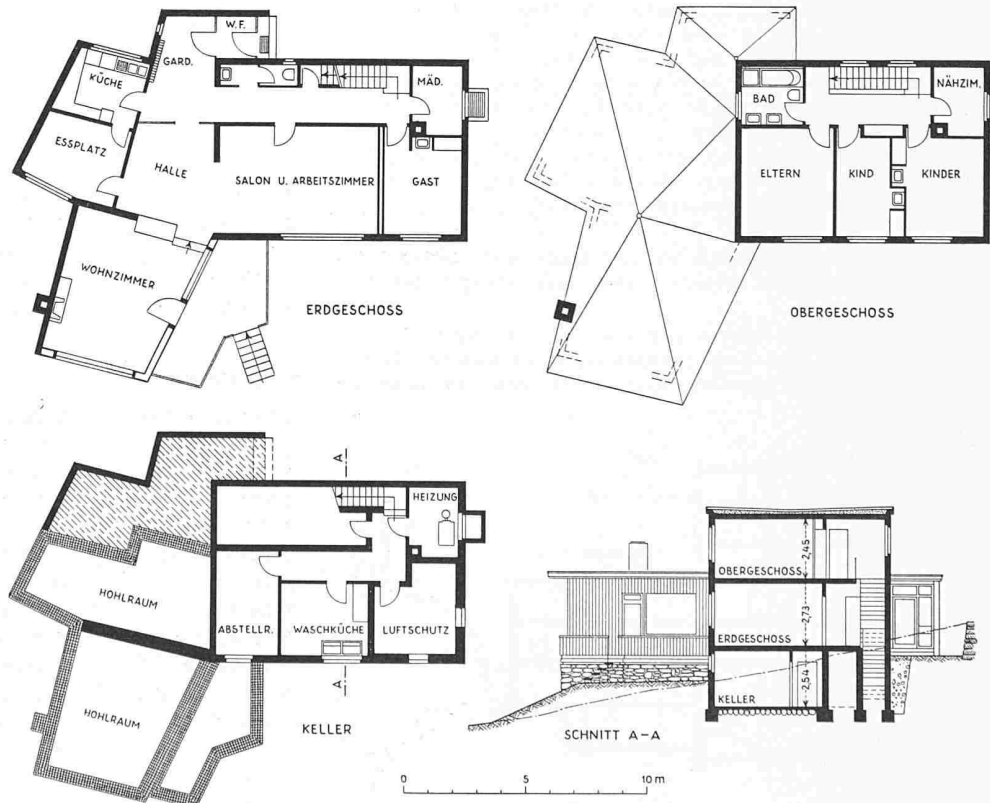 W.F.
GARD.
KÜCHE
MÄD.
ESSPLATZ
HALLE
SALON U. ARBEITSZIMMER
GAST
WOHNZIMMER
ERDGESCHOSS
BAD
NÄHZIM.
ELTERN
KIND
KINDER
OBERGESCHOSS
A
HEIZUNG
HOHLRAUM
ABSTELLR.
WASCHKÜCHE
LUFTSCHUTZ
HOHLRAUM
A
KELLER
2,45
OBERGESCHOSS
2,73
ERDGESCHOSS
2,54
KELLER
SCHNITT A-A
0 5 10 m